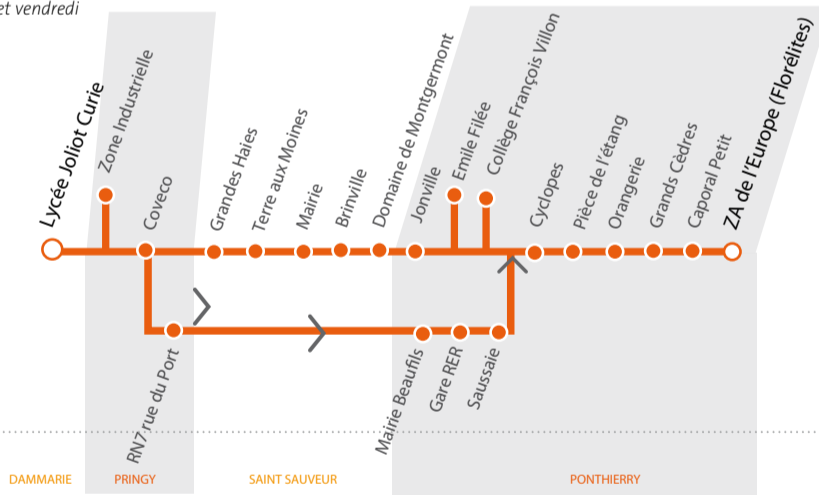 et vendredi
Lycée Joliot Curie
Zone Industrielle
Coveco
Grandes Haies
Terre aux Moines
Mairie
Brinville
Domaine de Montgermont
Jonville
Emile Filée
Collège François Villon
Cyclopes
Pièce de l'étang
Orangerie
Grands Cèdres
Caporal Petit
ZA de l'Europe (Florélites)
RN7 rue du Port
Mairie Beaufils
Gare RER
Saussaie
DAMMARIE
PRINGY
SAINT SAUVEUR
PONTHIERRY